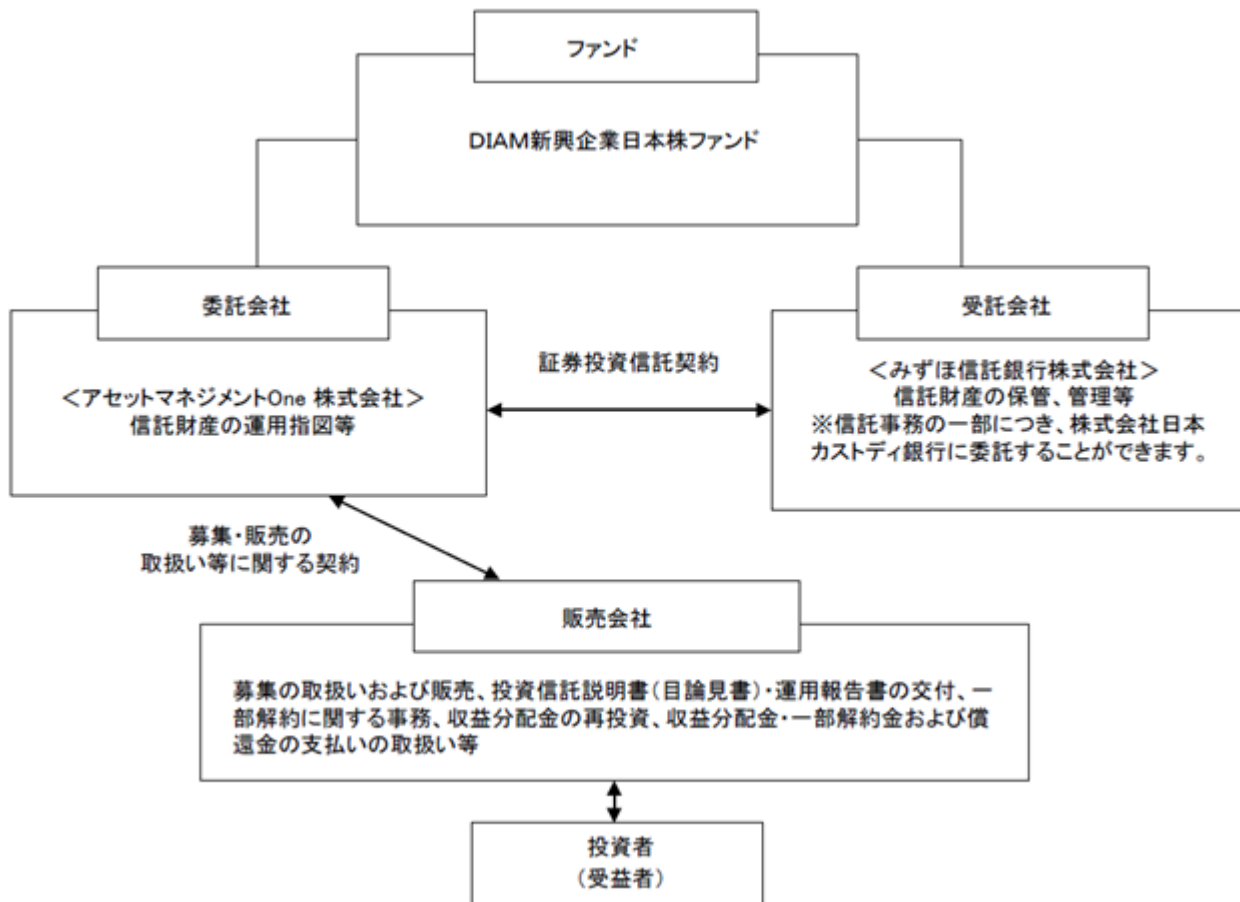 ファンド
DIAM新興企業日本株ファンド
委託会社
<アセットマネジメントOne 株式会社>
信託財産の運用指図等
証券投資信託契約
受託会社
<みずほ信託銀行株式会社>
信託財産の保管、管理等
※信託事務の一部につき、株式会社日本
カストディ銀行に委託することができます。
募集・販売の
取扱い等に関する契約
販売会社
募集の取扱いおよび販売、投資信託説明書(目論見書)・運用報告書の交付、一
部解約に関する事務、収益分配金の再投資、収益分配金・一部解約金および償
還金の支払いの取扱い等
投資者
(受益者)